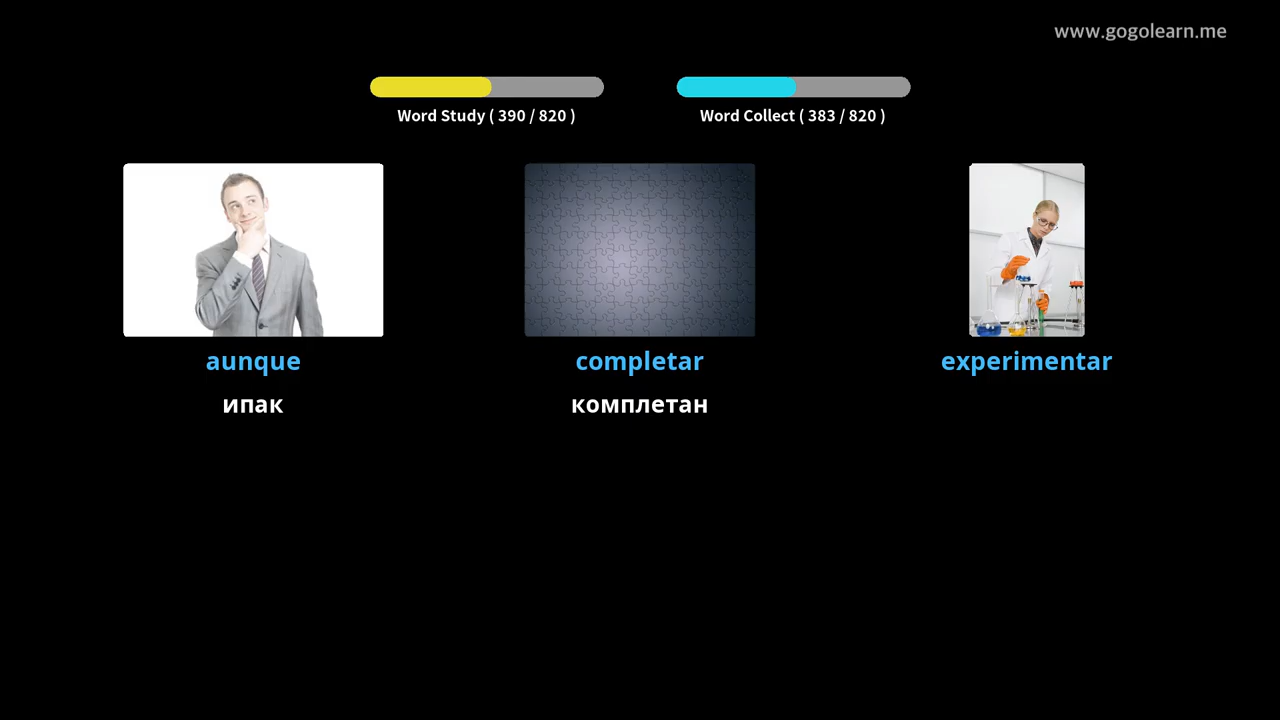 www.gogolearn.me
Word Study ( 390 / 820 )
Word Collect ( 383 / 820 )
aunque
completar
experimentar
ипак
комплетан